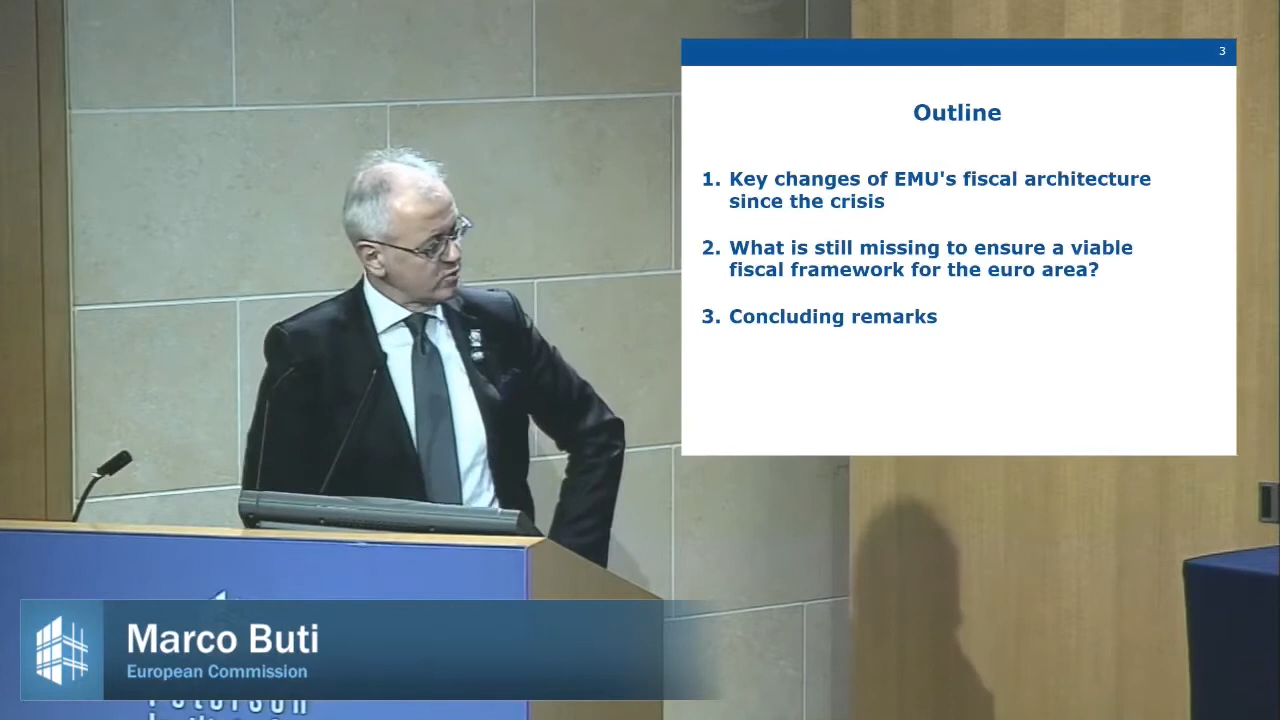 3
Outline
1. Key changes of EMU's fiscal architecture
since the crisis
2. What is still missing to ensure a viable
fiscal framework for the euro area?
3. Concluding remarks
Marco Buti
European Commission
Peterson